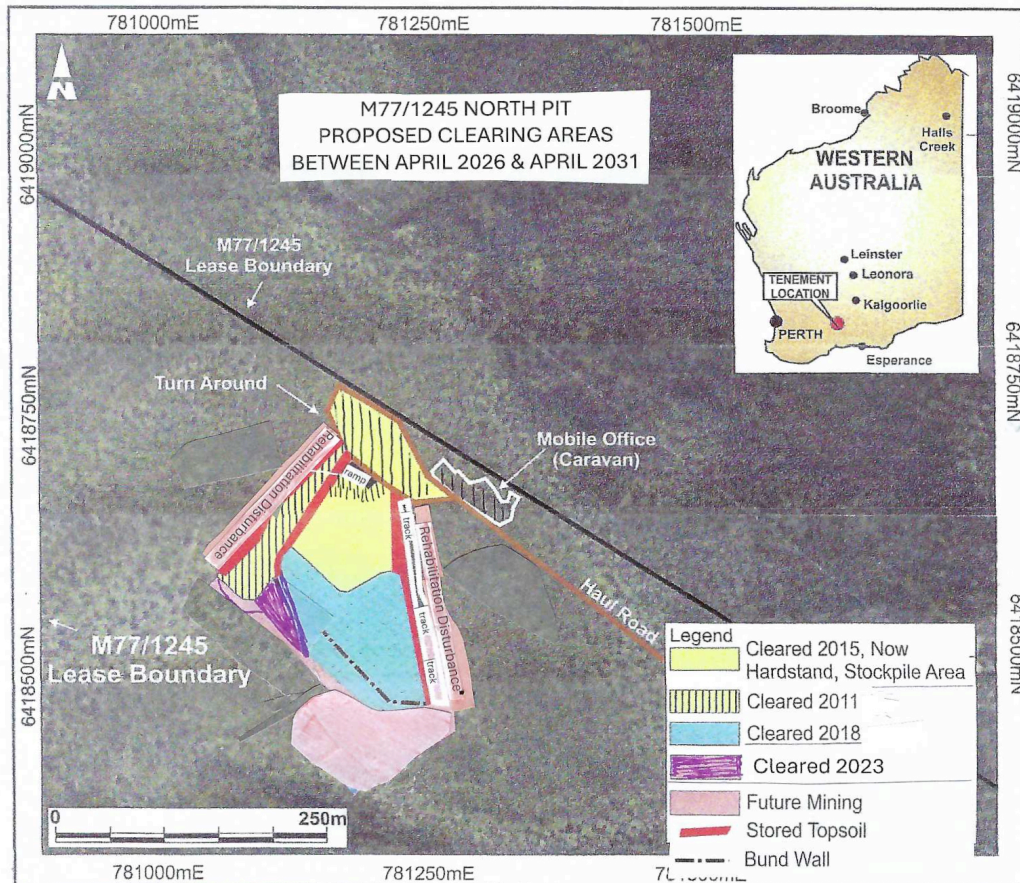 781000mE
781250mE
781500mE
6419000mN
6418750mN
6418500mN
6419000mN
6418750mN
6418500mN
N
M77/1245 NORTH PIT
PROPOSED CLEARING AREAS
BETWEEN APRIL 2026 & APRIL 2031
Broome
Halls
Creek
WESTERN
AUSTRALIA
Leinster
Leonora
TENEMENT
LOCATION
Kalgoorlie
PERTH
Esperance
M77/1245
Lease Boundary
Turn Around
Mobile Office
(Caravan)
Rehabilitration Disturbance
ramp
track
track
track
Rehabilitation Disturbance
Haul Road
M77/1245
Lease Boundary
Legend
Cleared 2015, Now
Hardstand, Stockpile Area
Cleared 2011
Cleared 2018
Cleared 2023
Future Mining
Stored Topsoil
Bund Wall
0
250m
781000mE
781250mE